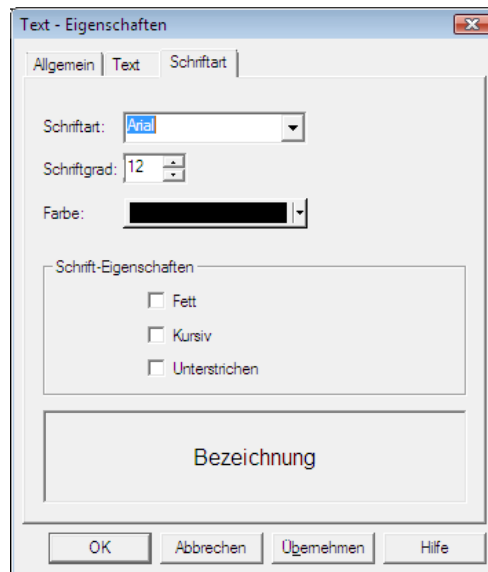 Text - Eigenschaften
Allgemein Text Schriftart
Schriftart: Arial
Schriftgrad: 12
Farbe:
Schrift-Eigenschaften
Fett
Kursiv
Unterstrichen
Bezeichnung
OK Abbrechen Übernehmen Hilfe